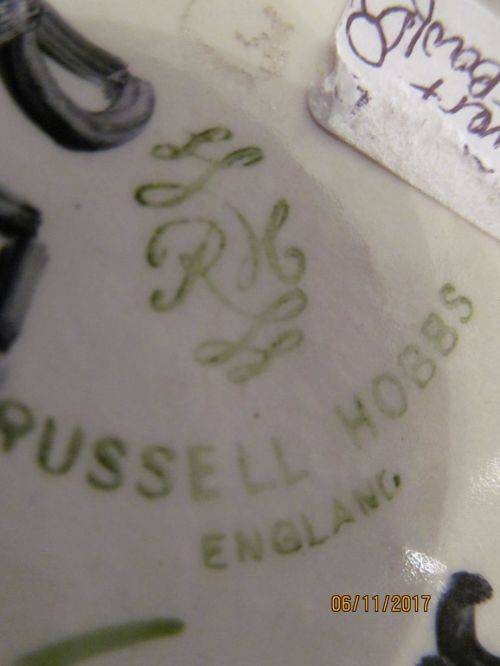 RH
RUSSELL HOBBS
ENGLAND
06/11/2017